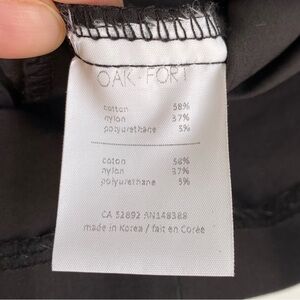 OAK + FORT
cotton 58%
nylon 37%
polyurethane 5%
coton 58%
nylon 37%
polyuréthane 5%
CA 52892 RN148388
made in Korea / fait en Corée